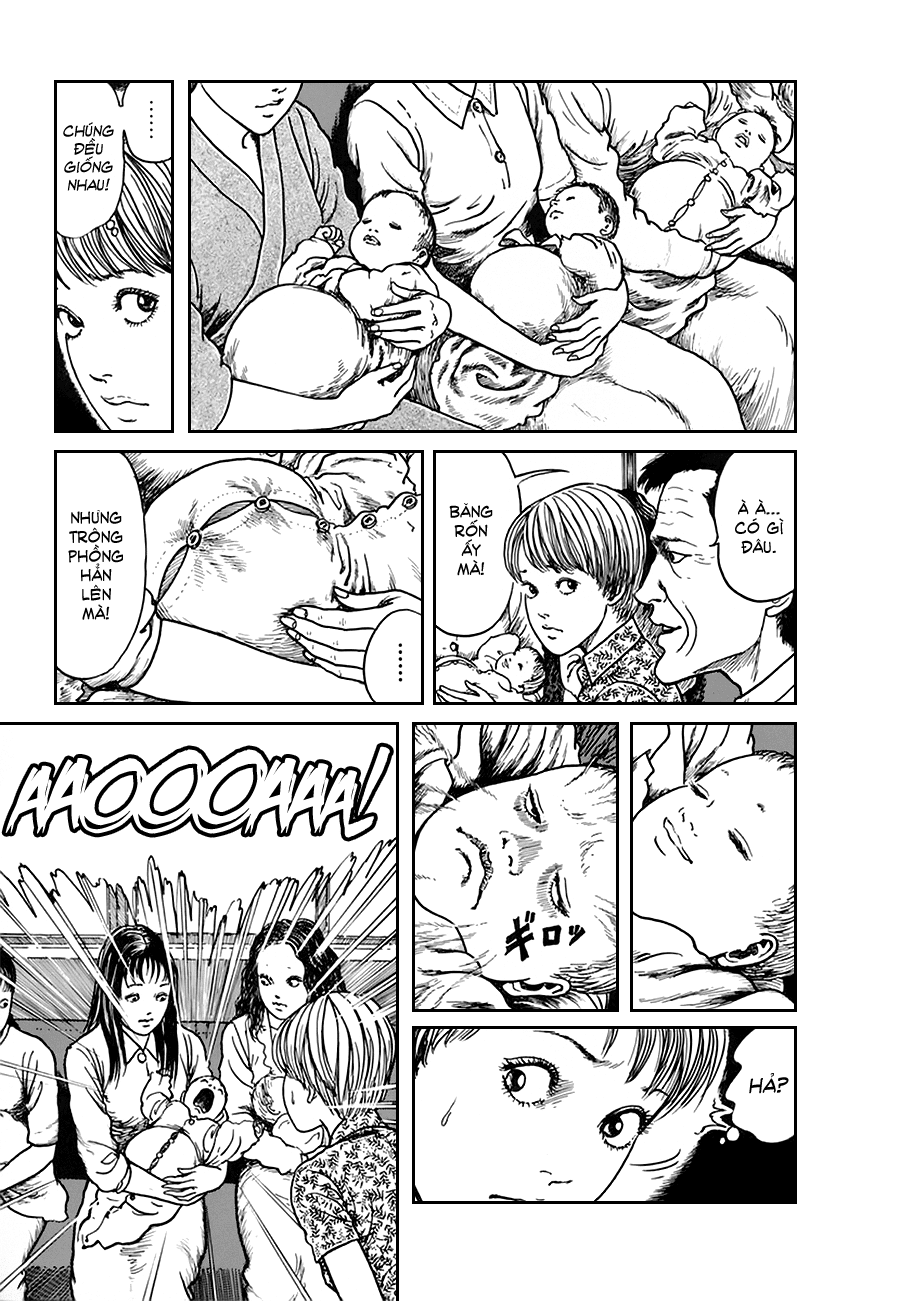 ……
CHÚNG
ĐỀU
GIỐNG
NHAU!
À À...
CÓ GÌ
ĐÂU.
BĂNG
RỐN
ẤY
MÀ!
NHƯNG
TRÔNG
PHỒNG
HẲN
LÊN
MÀ!
……
ギロッ
HẢ?
AAOOOAAA!